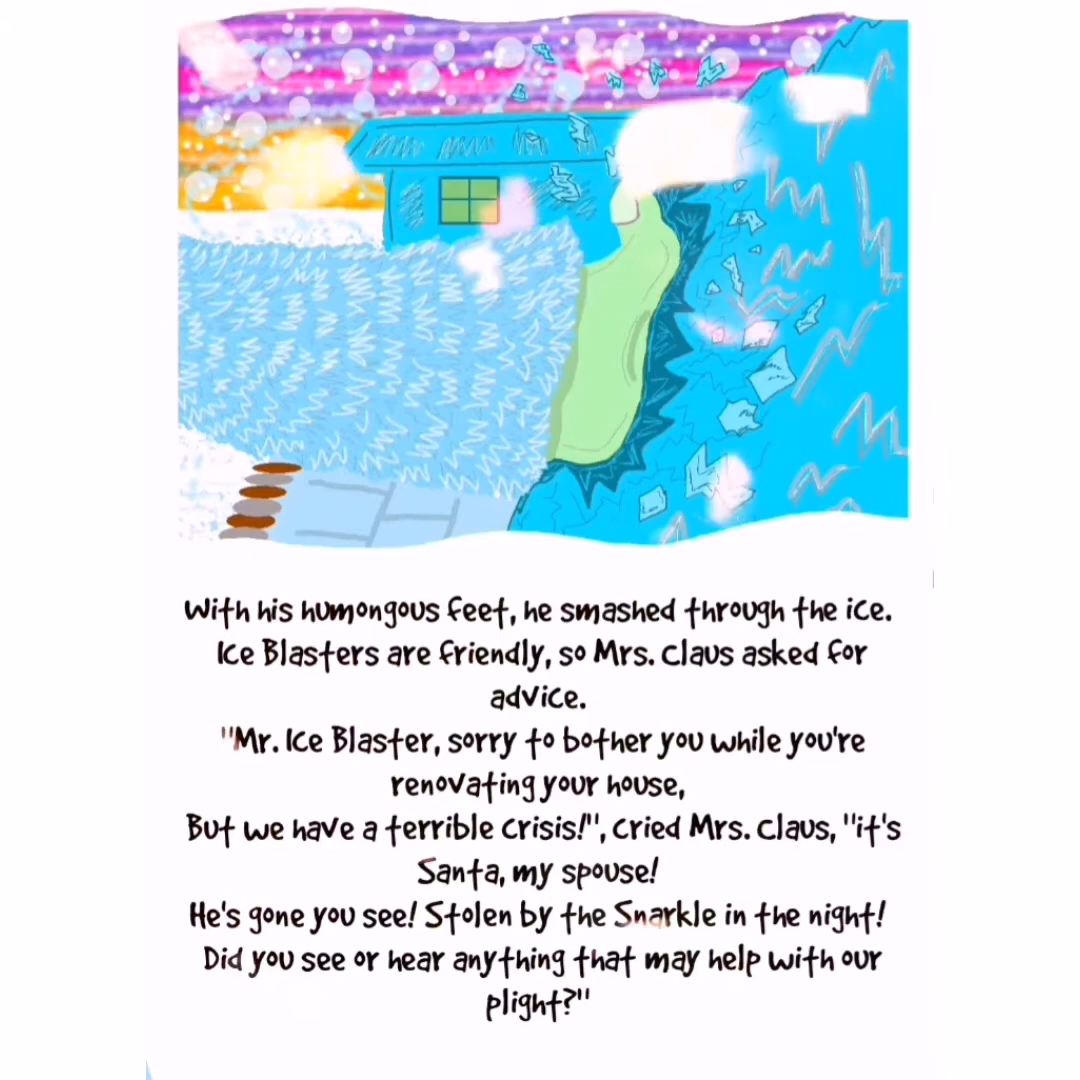 With his humongous feet, he smashed through the ice.
Ice Blasters are friendly, so Mrs. Claus asked for
advice.
"Mr. Ice Blaster, sorry to bother you while you're
renovating your house,
But we have a terrible crisis!", cried Mrs. Claus, "it's
Santa, my spouse!
He's gone you see! Stolen by the Snarkle in the night!
Did you see or hear anything that may help with our
plight?"